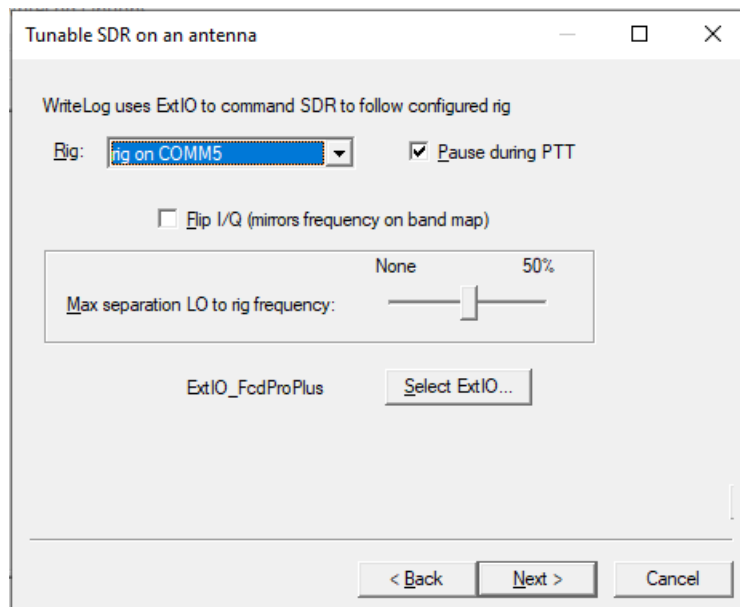 Tunable SDR on an antenna
WriteLog uses ExtIO to command SDR to follow configured rig
Rig: rig on COMM5 Pause during PTT
Flip I/Q (mirrors frequency on band map)
None 50%
Max separation LO to rig frequency:
ExtIO_FcdProPlus Select ExtIO...
< Back Next > Cancel